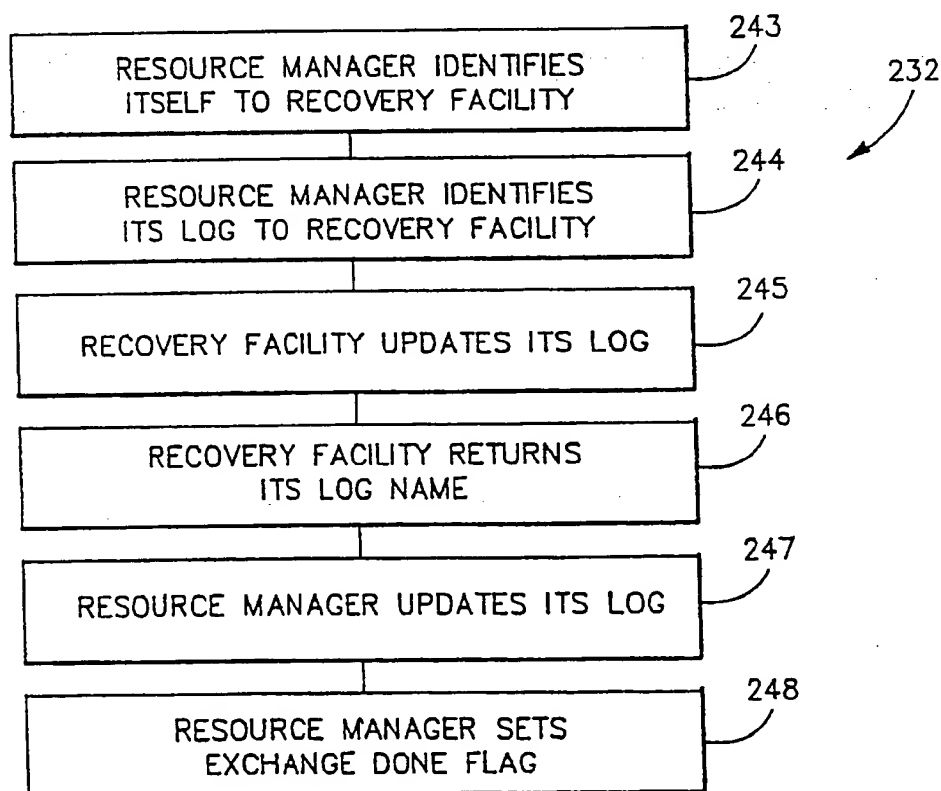 243
RESOURCE MANAGER IDENTIFIES
ITSELF TO RECOVERY FACILITY
232
244
RESOURCE MANAGER IDENTIFIES
ITS LOG TO RECOVERY FACILITY
245
RECOVERY FACILITY UPDATES ITS LOG
246
RECOVERY FACILITY RETURNS
ITS LOG NAME
247
RESOURCE MANAGER UPDATES ITS LOG
248
RESOURCE MANAGER SETS
EXCHANGE DONE FLAG